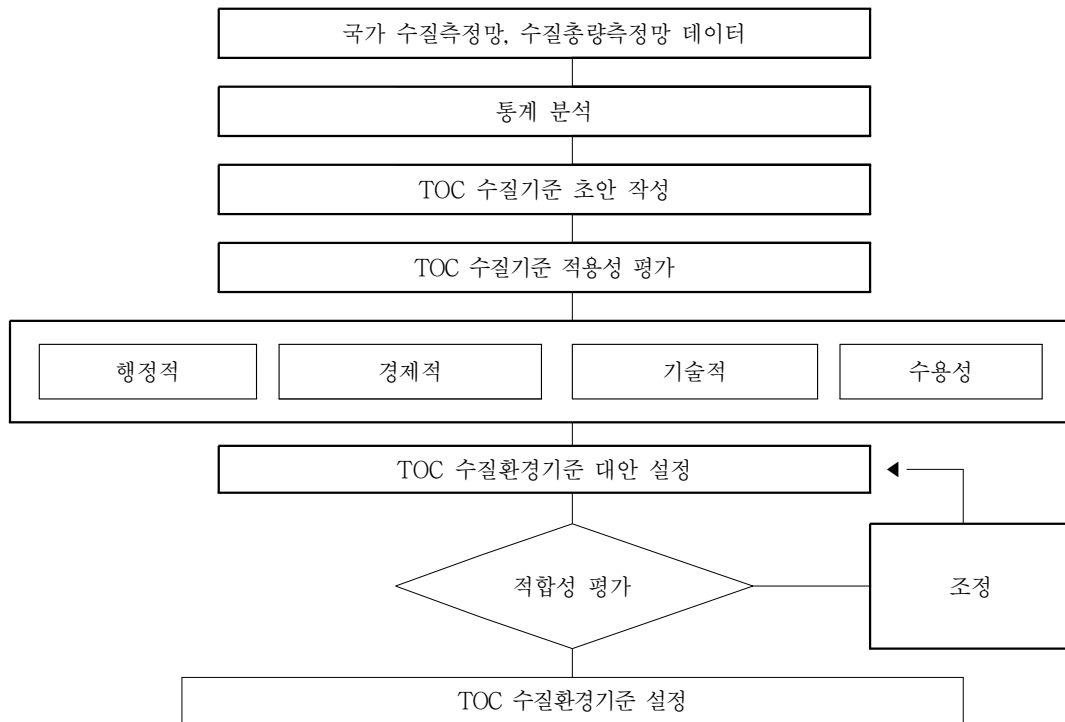 국가 수질측정망, 수질총량측정망 데이터
통계 분석
TOC 수질기준 초안 작성
TOC 수질기준 적용성 평가
행정적
경제적
기술적
수용성
TOC 수질환경기준 대안 설정
적합성 평가
조정
TOC 수질환경기준 설정